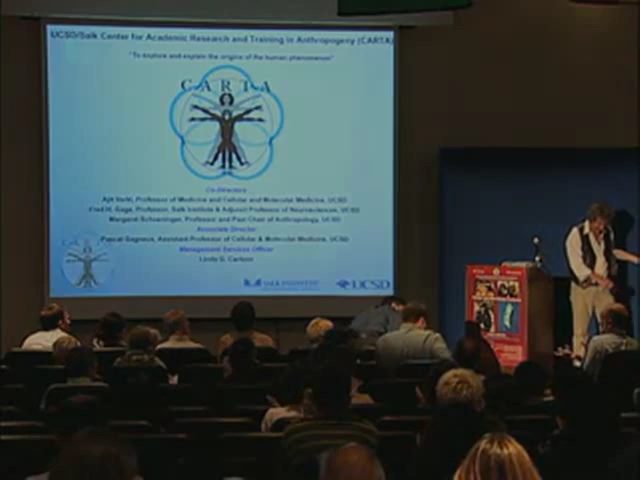 UCSD/Salk Center for Academic Research and Training in Anthropogeny (CARTA)
"To explore and explain the origins of the human phenomenon"
CARTA
Co-Directors
Ajit Varki, Professor of Medicine and Cellular and Molecular Medicine, UCSD
Fred H. Gage, Professor, Salk Institute & Adjunct Professor of Neurosciences, UCSD
Margaret Schoeninger, Professor and Past Chair of Anthropology, UCSD
Associate Director
Pascal Gagneux, Assistant Professor of Cellular & Molecular Medicine, UCSD
Management Services Officer
Linda G. Carlson
SALK INSTITUTE
UCSD